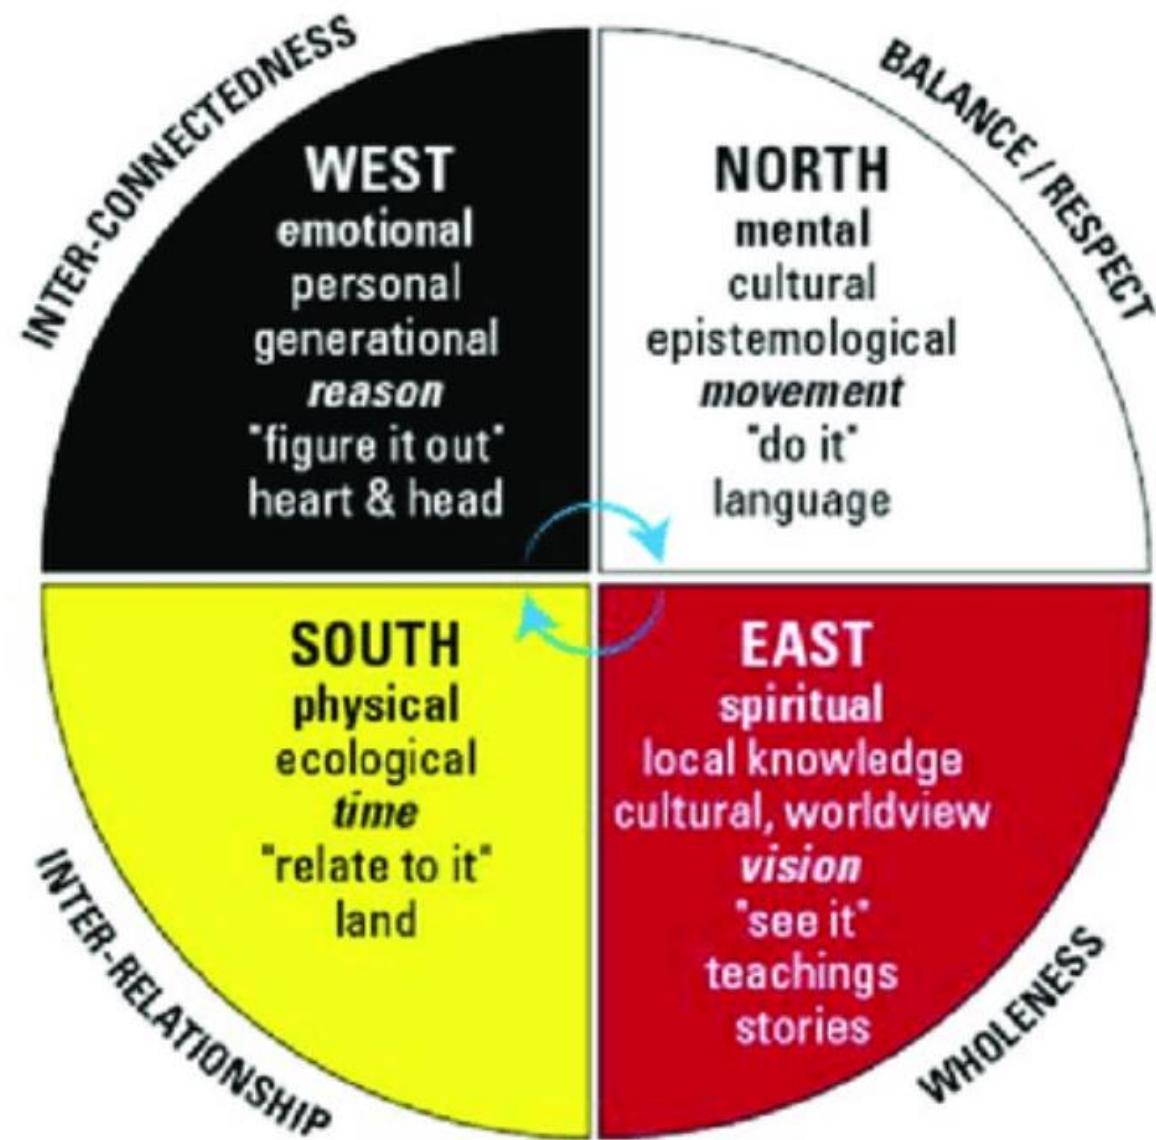 INTER-CONNECTEDNESS
BALANCE / RESPECT
WEST
emotional
personal
generational
reason
"figure it out"
heart & head
NORTH
mental
cultural
epistemological
movement
"do it"
language
SOUTH
physical
ecological
time
"relate to it"
land
EAST
spiritual
local knowledge
cultural, worldview
vision
"see it"
teachings
stories
INTER-RELATIONSHIP
WHOLENESS